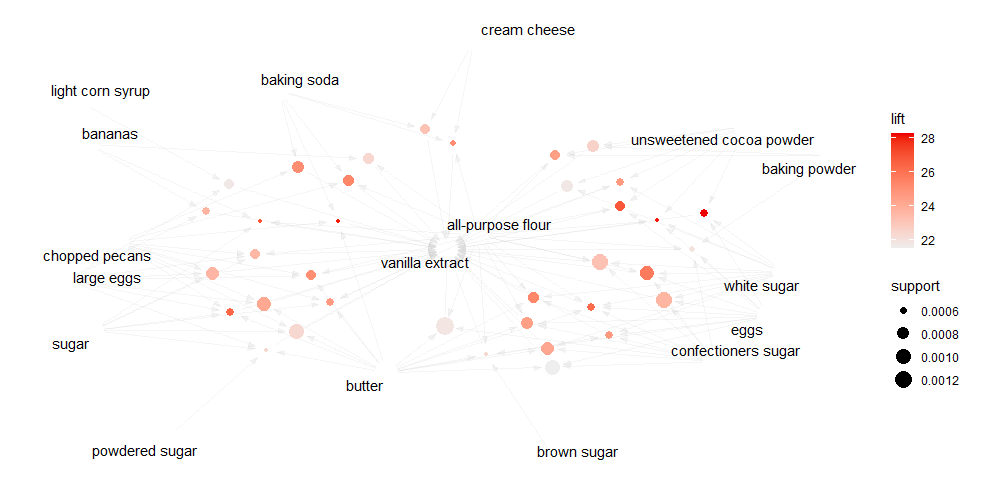 cream cheese
baking soda
light corn syrup
bananas
unsweetened cocoa powder
baking powder
all-purpose flour
chopped pecans
vanilla extract
large eggs
white sugar
eggs
sugar
confectioners sugar
butter
powdered sugar
brown sugar
lift
28
26
24
22
support
0.0006
0.0008
0.0010
0.0012